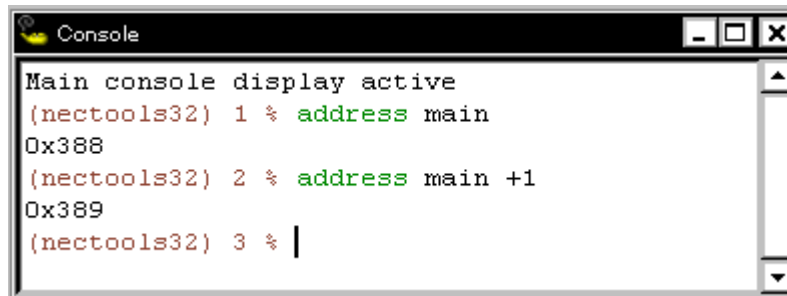 Console
Main console display active
(nectools32) 1 % address main
0x388
(nectools32) 2 % address main +1
0x389
(nectools32) 3 %